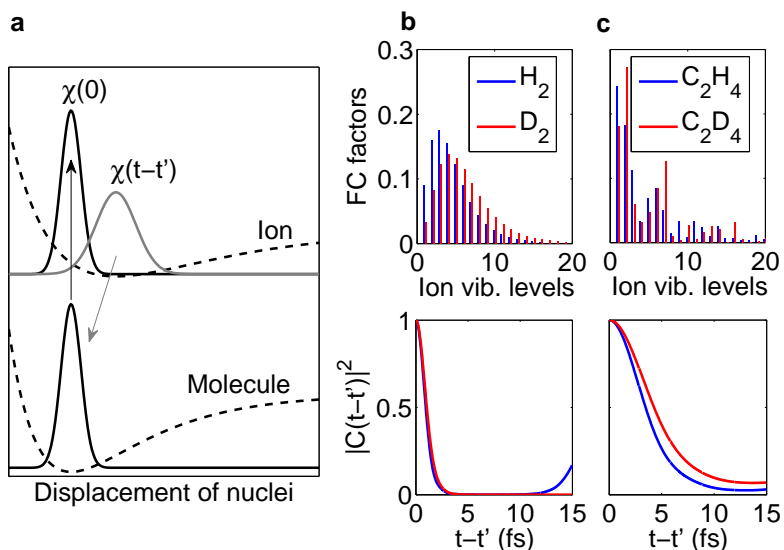 a
χ(0)
χ(t−t')
Ion
Molecule
Displacement of nuclei
b
0.3
0.2
0.1
0
FC factors
H2
D2
0 10 20
Ion vib. levels
1
0.5
0
|C(t−t')|2
0 5 10 15
t−t' (fs)
c
C2H4
C2D4
0 10 20
Ion vib. levels
0 5 10 15
t−t' (fs)